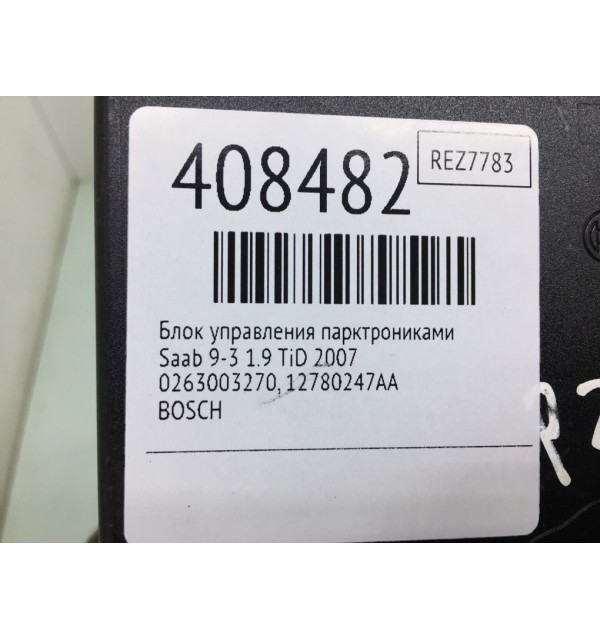 408482
REZ7783
Блок управления парктрониками
Saab 9-3 1.9 TiD 2007
0263003270, 12780247AA
BOSCH